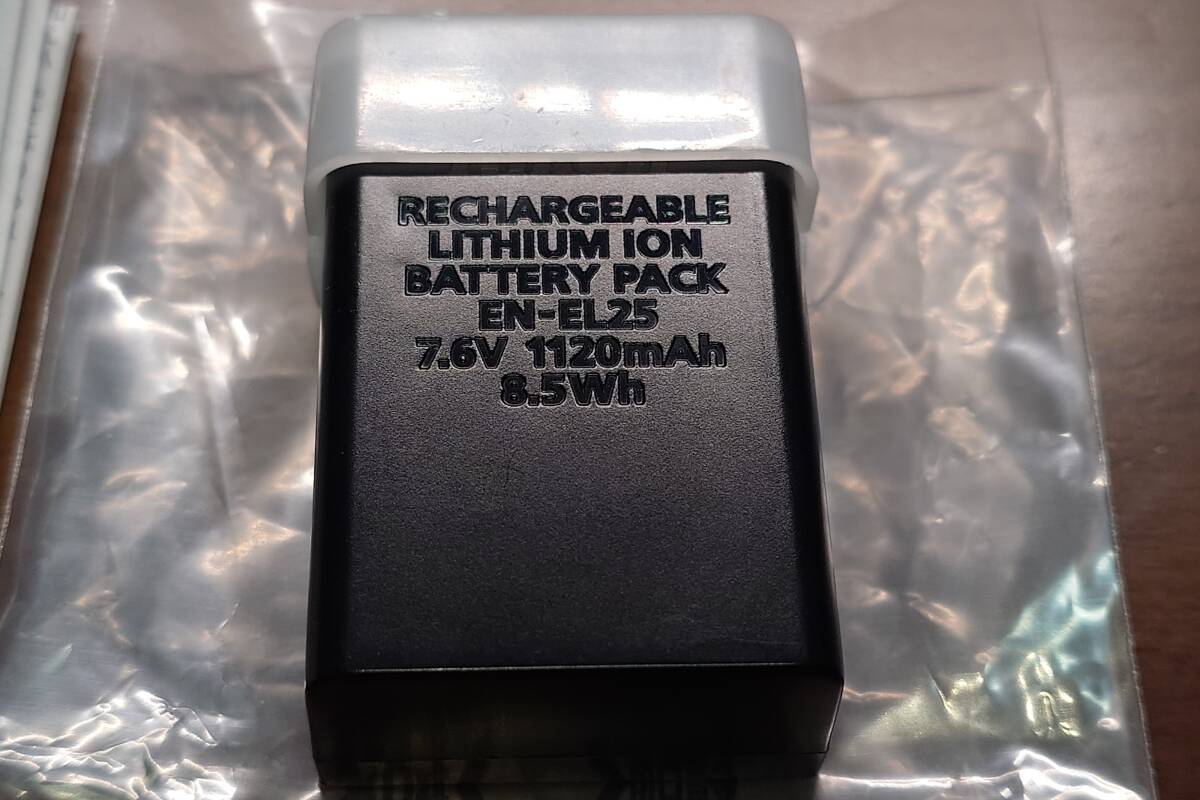 RECHARGEABLE
LITHIUM ION
BATTERY PACK
EN-EL25
7.6V 1120mAh
8.5Wh